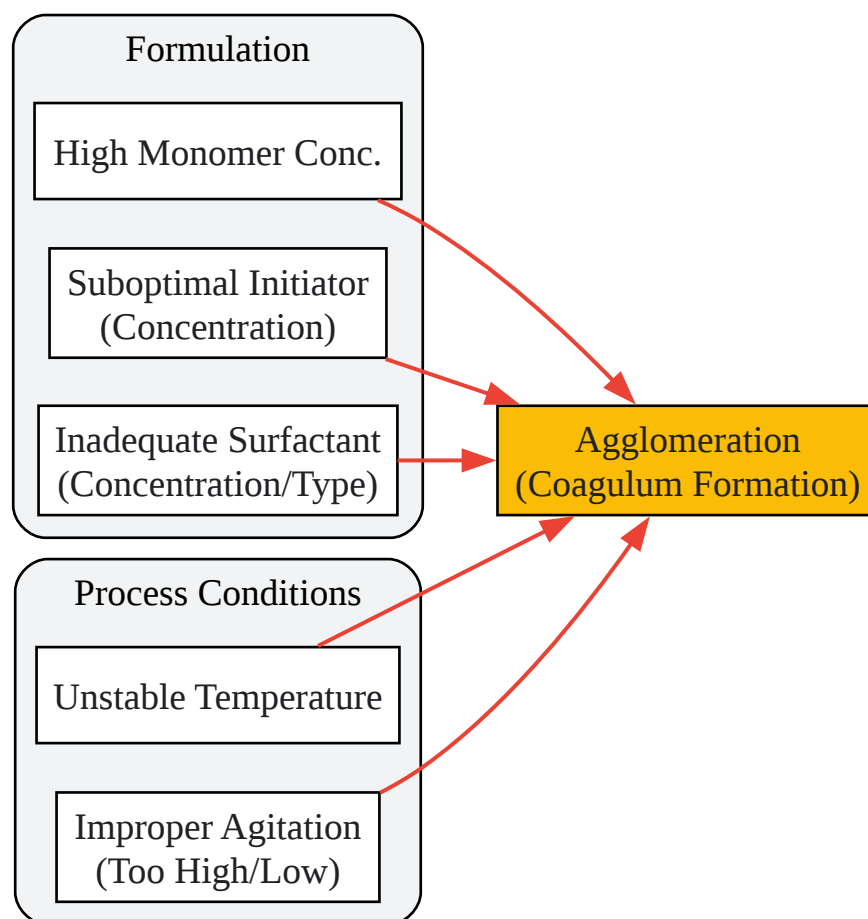 Formulation
High Monomer Conc.
Suboptimal Initiator
(Concentration)
Inadequate Surfactant
(Concentration/Type)
Agglomeration
(Coagulum Formation)
Process Conditions
Unstable Temperature
Improper Agitation
(Too High/Low)